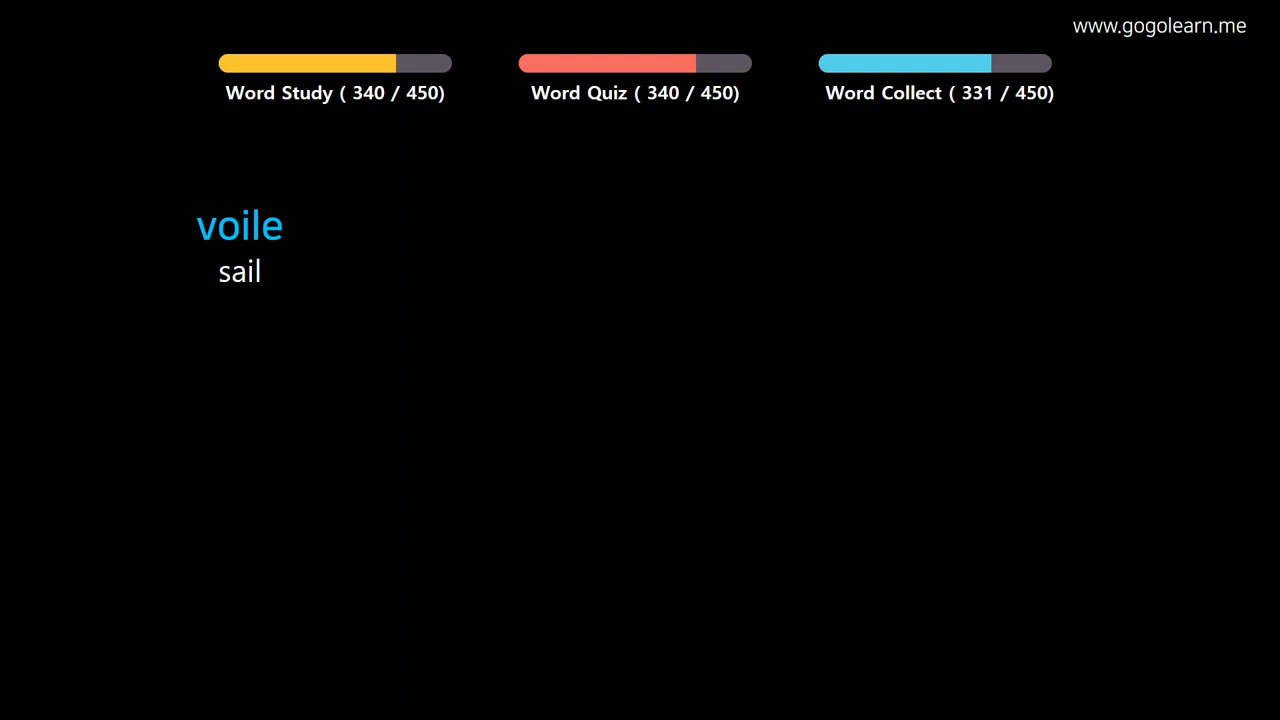 www.gogolearn.me
Word Study ( 340 / 450)
Word Quiz ( 340 / 450)
Word Collect ( 331 / 450)
voile
sail